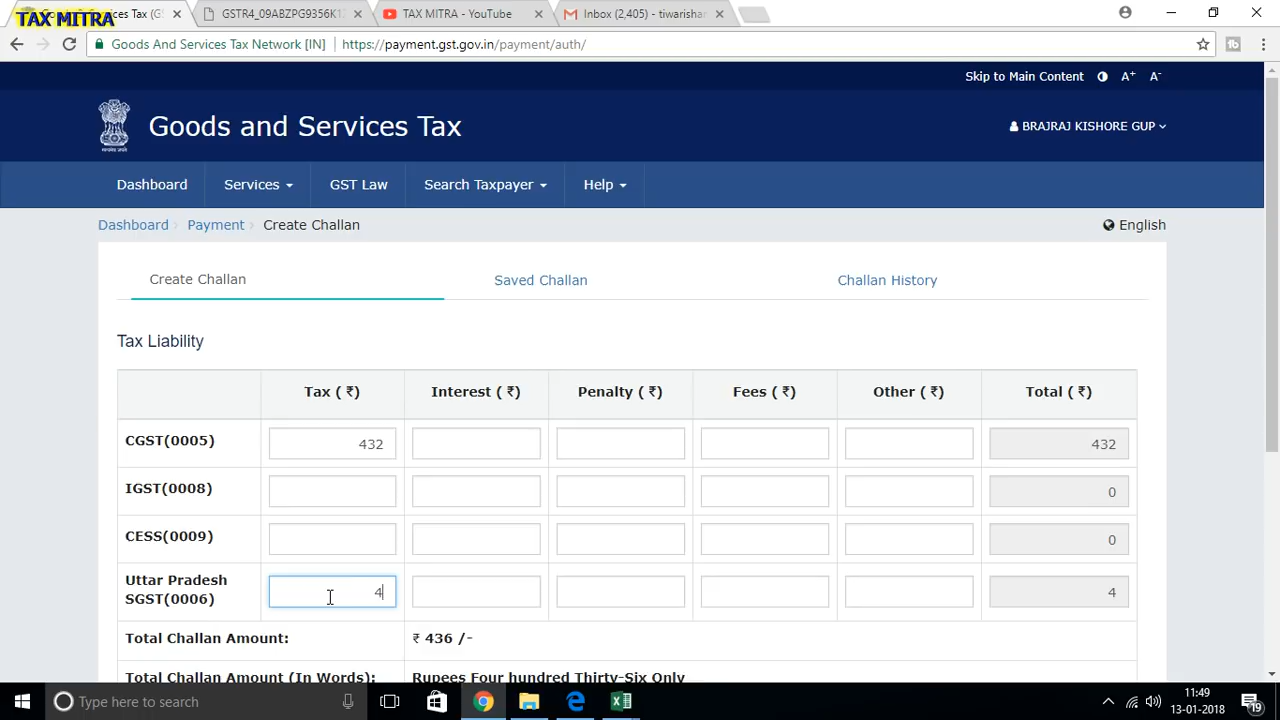 TAX MITRA
Tax (G
GSTR4_09ABZPG9356K1
TAX MITRA - YouTube
Inbox (2,405) - tiwarishar
Goods And Services Tax Network [IN]
https://payment.gst.gov.in/payment/auth/
Skip to Main Content A+ A-
Goods and Services Tax
BRAJRAJ KISHORE GUP
Dashboard Services GST Law Search Taxpayer Help
Dashboard Payment Create Challan English
Create Challan Saved Challan Challan History
Tax Liability
Tax ( ₹) Interest ( ₹) Penalty ( ₹) Fees ( ₹) Other ( ₹) Total ( ₹)
CGST(0005) 432 432
IGST(0008) 0
CESS(0009) 0
Uttar Pradesh
SGST(0006) 4 4
Total Challan Amount: ₹ 436 /-
Total Challan Amount (In Words): Rupees Four hundred Thirty-Six Only
Type here to search
11:49
13-01-2018
19